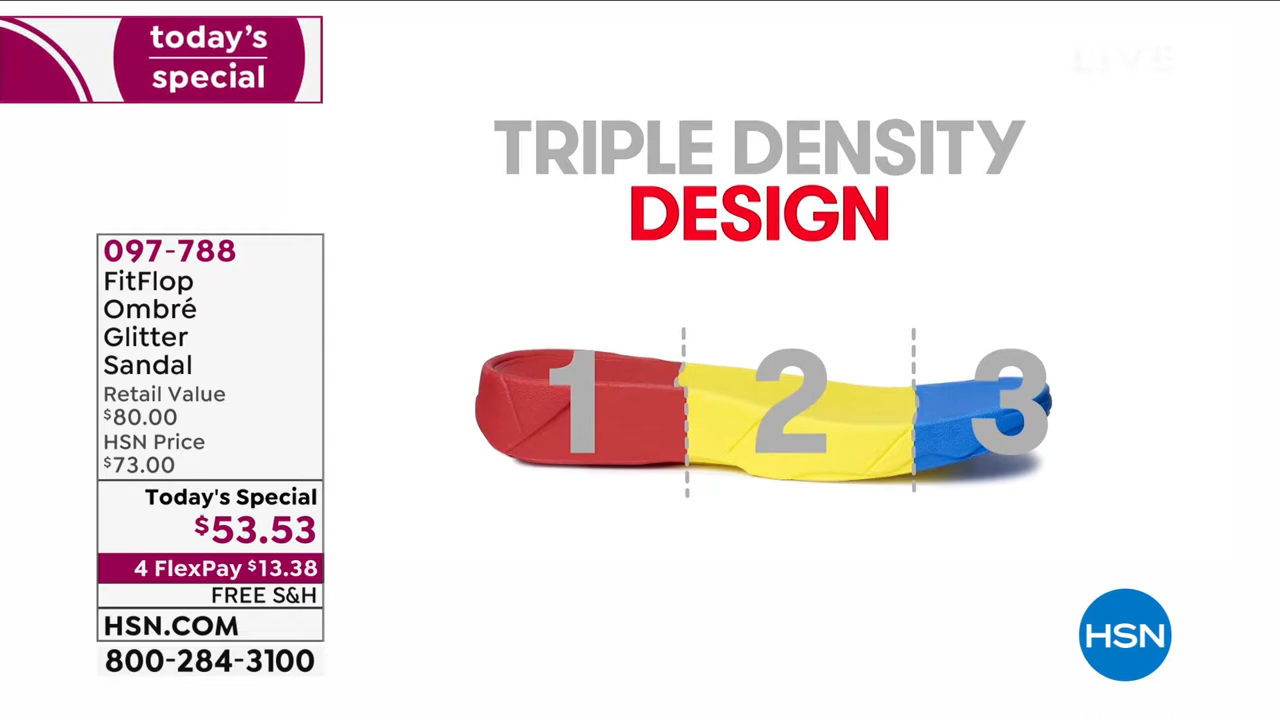 today's
special
LIVE
TRIPLE DENSITY
DESIGN
097-788
FitFlop
Ombré
Glitter
Sandal
Retail Value
$80.00
HSN Price
$73.00
Today's Special
$53.53
4 FlexPay $13.38
FREE S&H
HSN.COM
800-284-3100
1 2 3
HSN